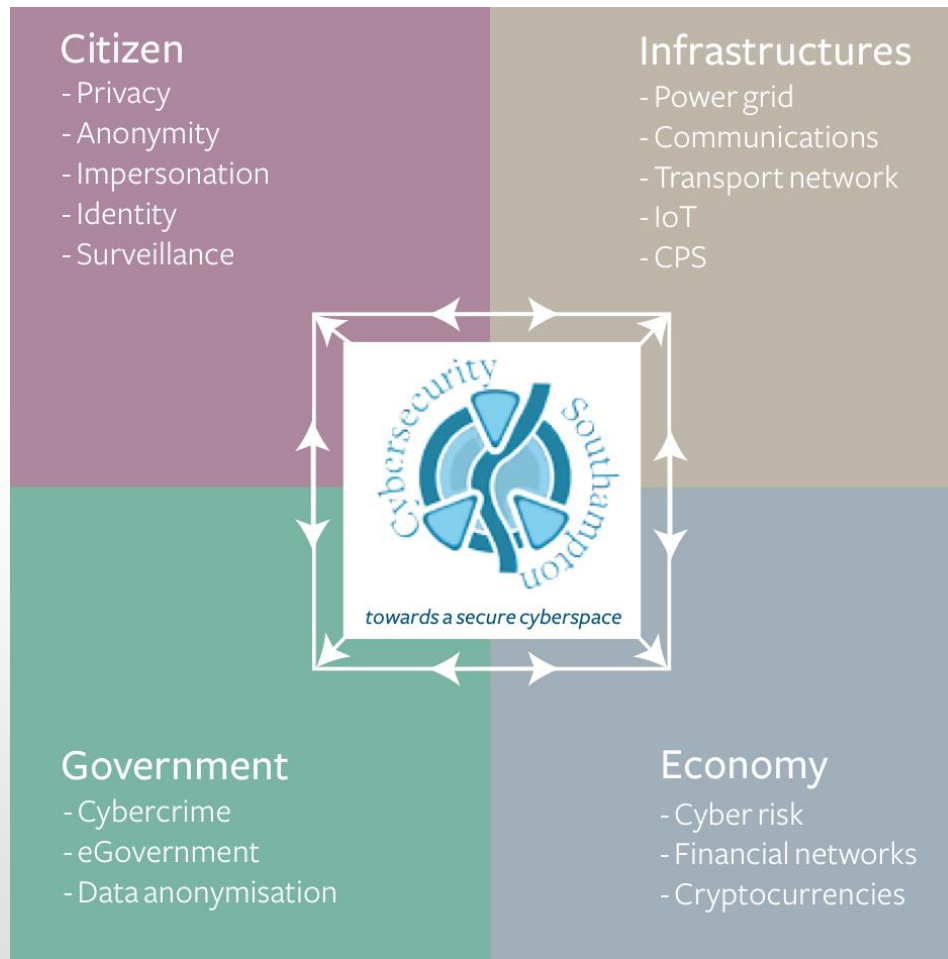 Citizen
- Privacy
- Anonymity
- Impersonation
- Identity
- Surveillance
Infrastructures
- Power grid
- Communications
- Transport network
- IoT
- CPS
Cybersecurity
Southampton
towards a secure cyberspace
Government
- Cybercrime
- eGovernment
- Data anonymisation
Economy
- Cyber risk
- Financial networks
- Cryptocurrencies